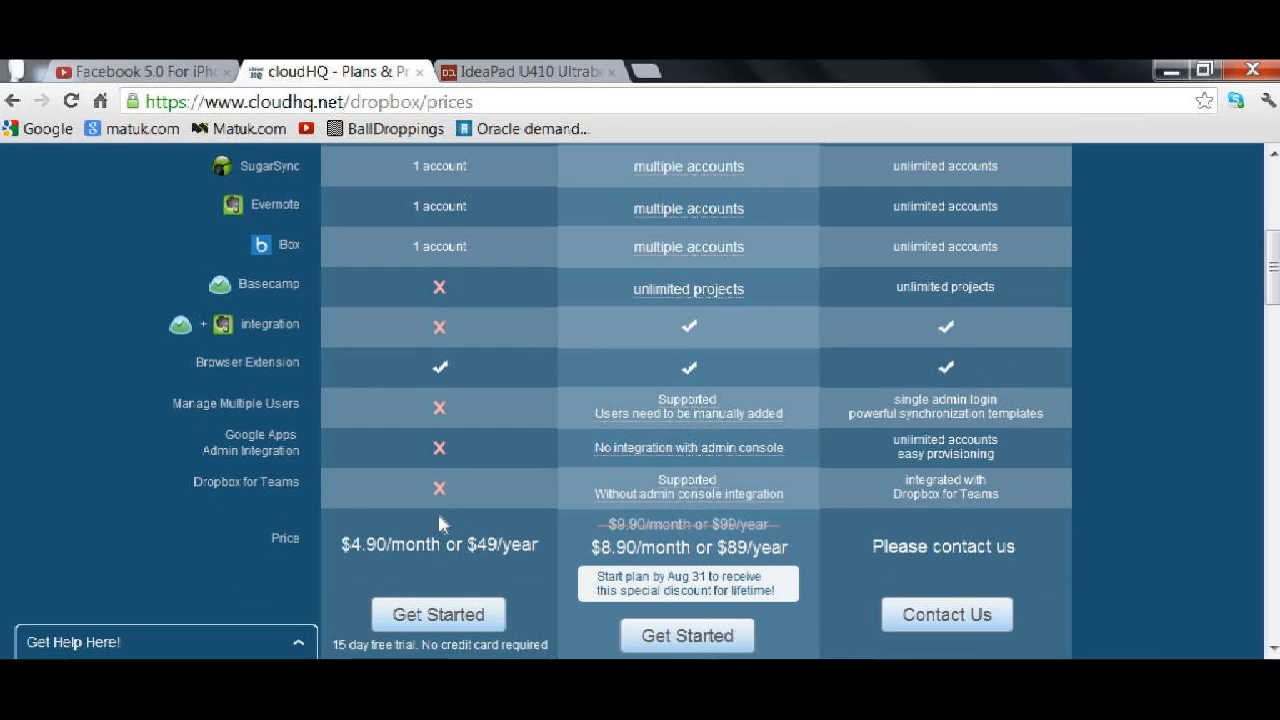 Facebook 5.0 For iPh
cloudHQ - Plans & Pr
IdeaPad U410 Ultrab
https://www.cloudhq.net/dropbox/prices
Google
matuk.com
Matuk.com
BallDroppings
Oracle demand...
SugarSync 1 account multiple accounts unlimited accounts
Evernote 1 account multiple accounts unlimited accounts
Box 1 account multiple accounts unlimited accounts
Basecamp unlimited projects unlimited projects
+ integration
Browser Extension
Manage Multiple Users
Supported
Users need to be manually added
single admin login
powerful synchronization templates
Google Apps
Admin Integration
No integration with admin console
unlimited accounts
easy provisioning
Dropbox for Teams
Supported
Without admin console integration
integrated with
Dropbox for Teams
Price
$4.90/month or $49/year
$9.90/month or $99/year
$8.90/month or $89/year
Please contact us
Start plan by Aug 31 to receive
this special discount for lifetime!
Get Started
15 day free trial. No credit card required
Get Started
Contact Us
Get Help Here!